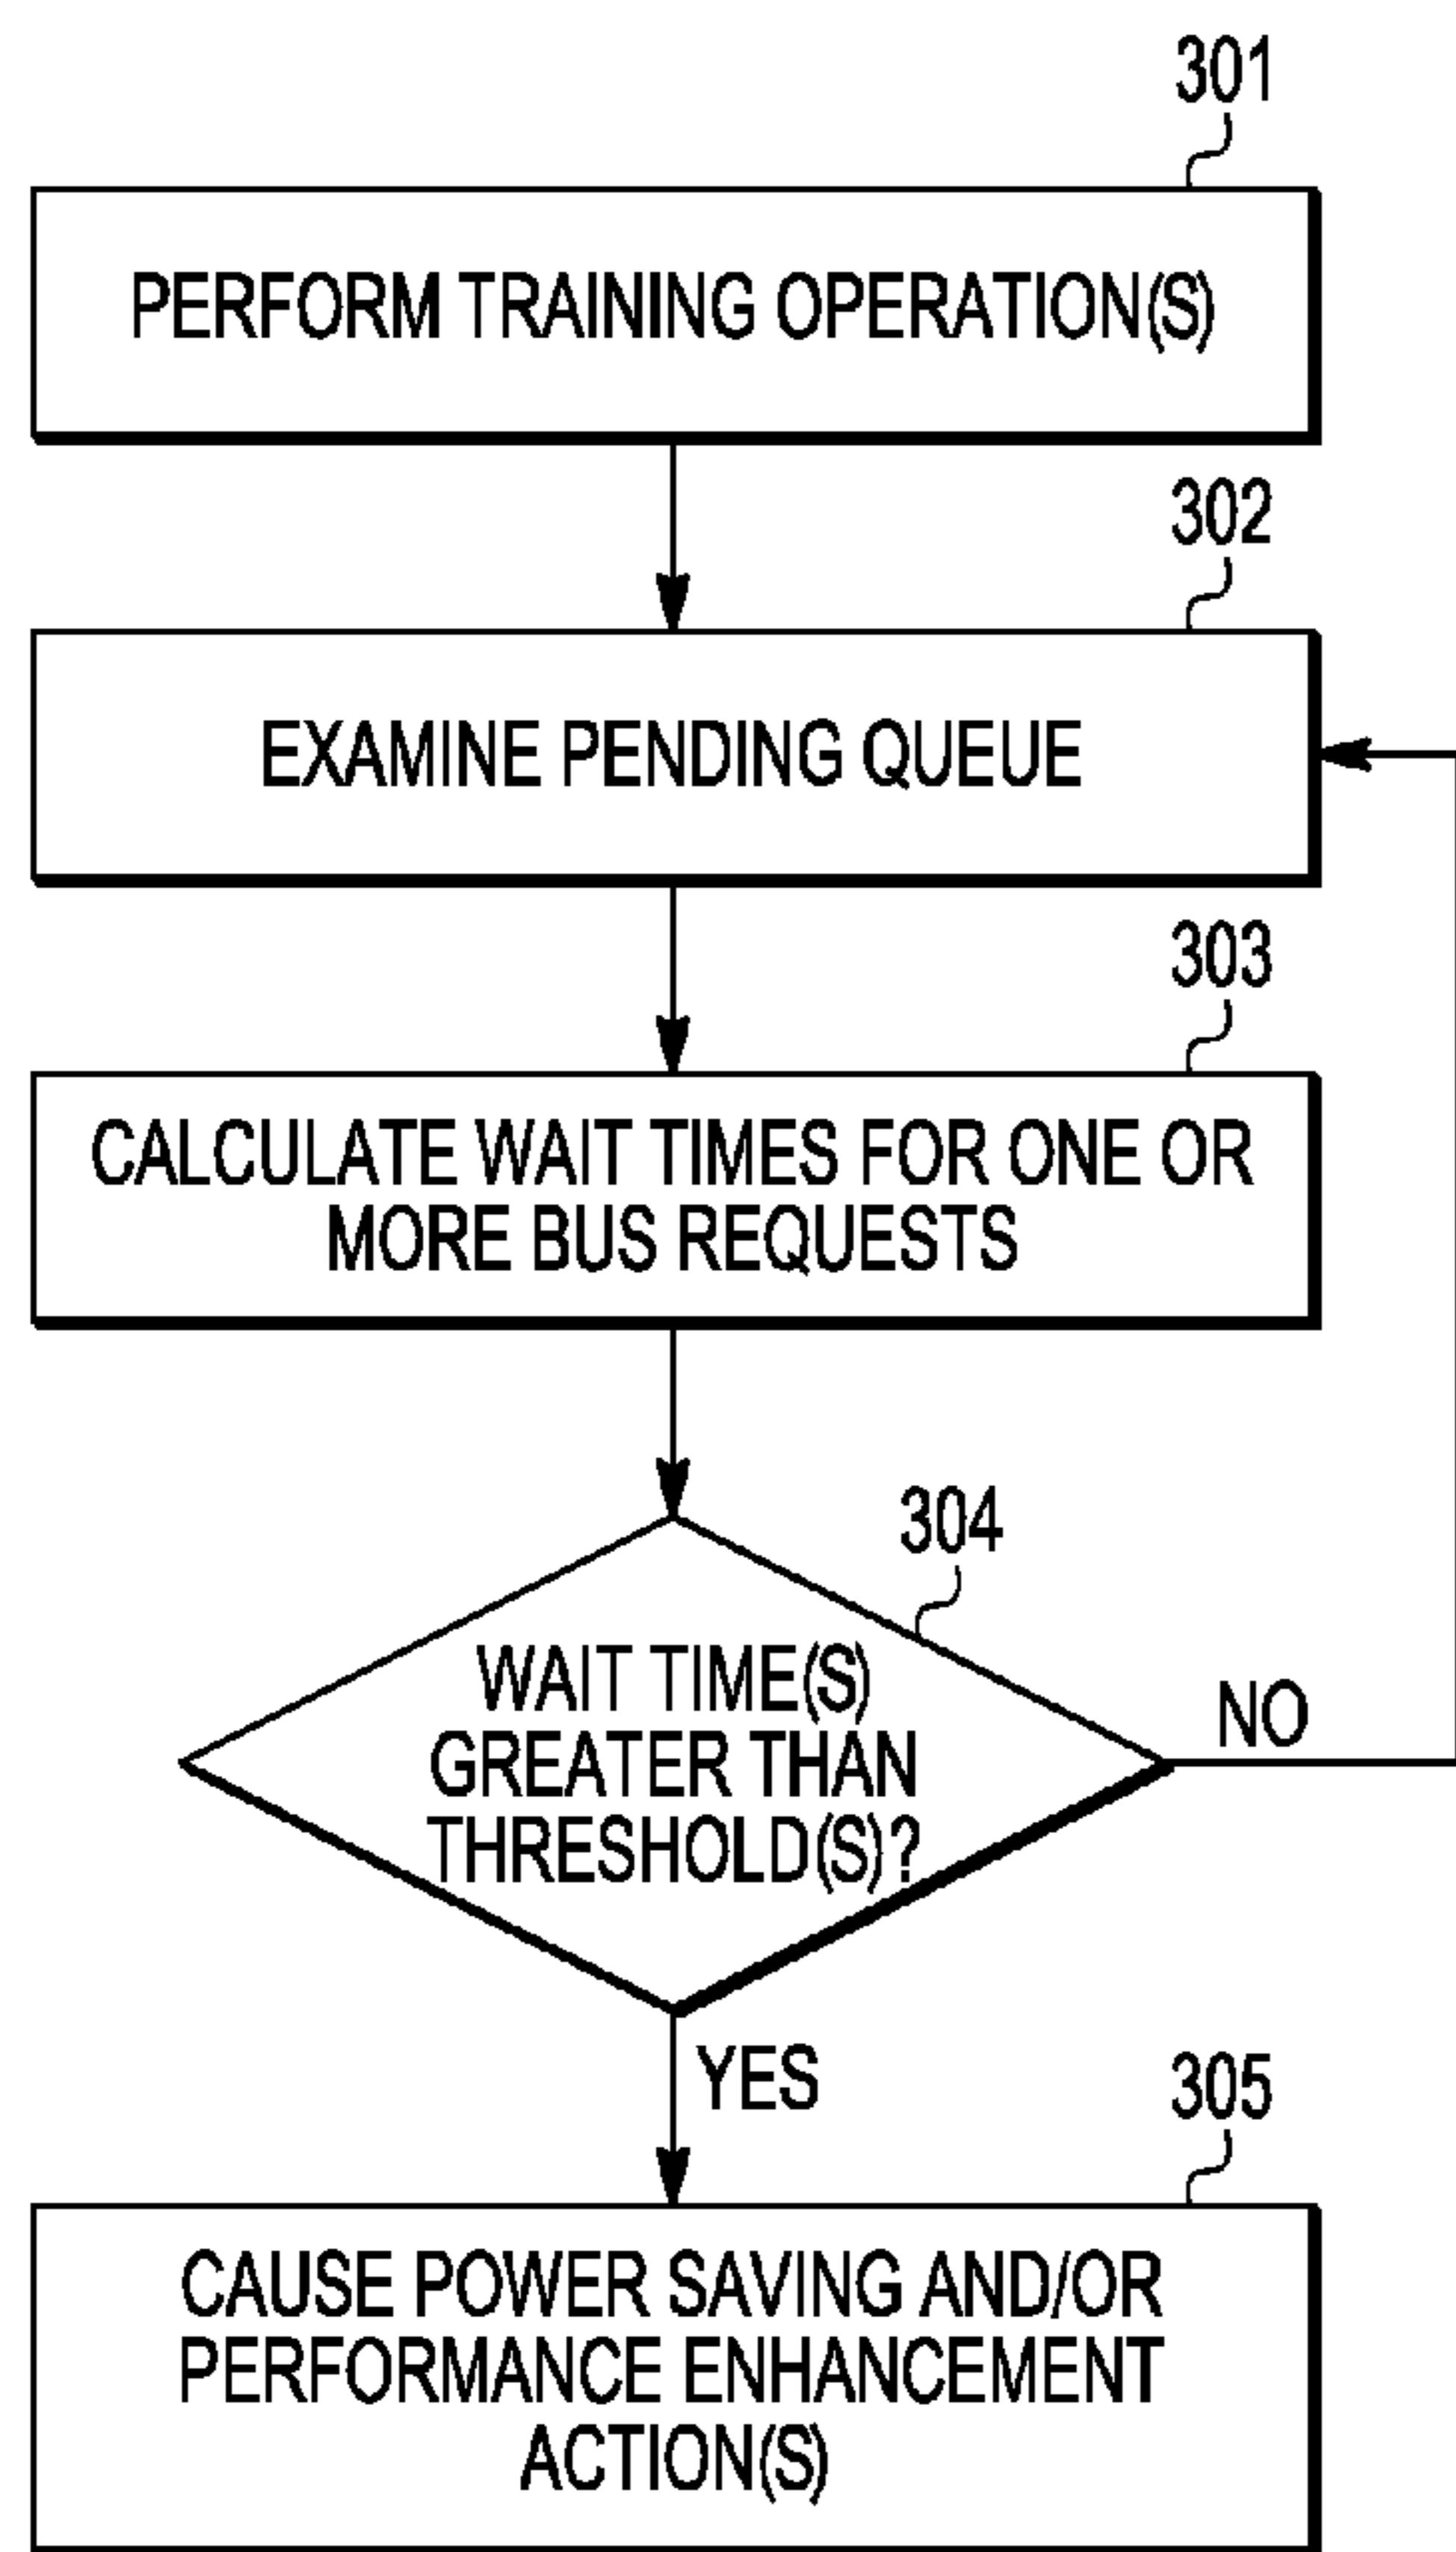 301
PERFORM TRAINING OPERATION(S)
302
EXAMINE PENDING QUEUE
303
CALCULATE WAIT TIMES FOR ONE OR
MORE BUS REQUESTS
304
WAIT TIME(S)
GREATER THAN
THRESHOLD(S)?
NO
YES
305
CAUSE POWER SAVING AND/OR
PERFORMANCE ENHANCEMENT
ACTION(S)